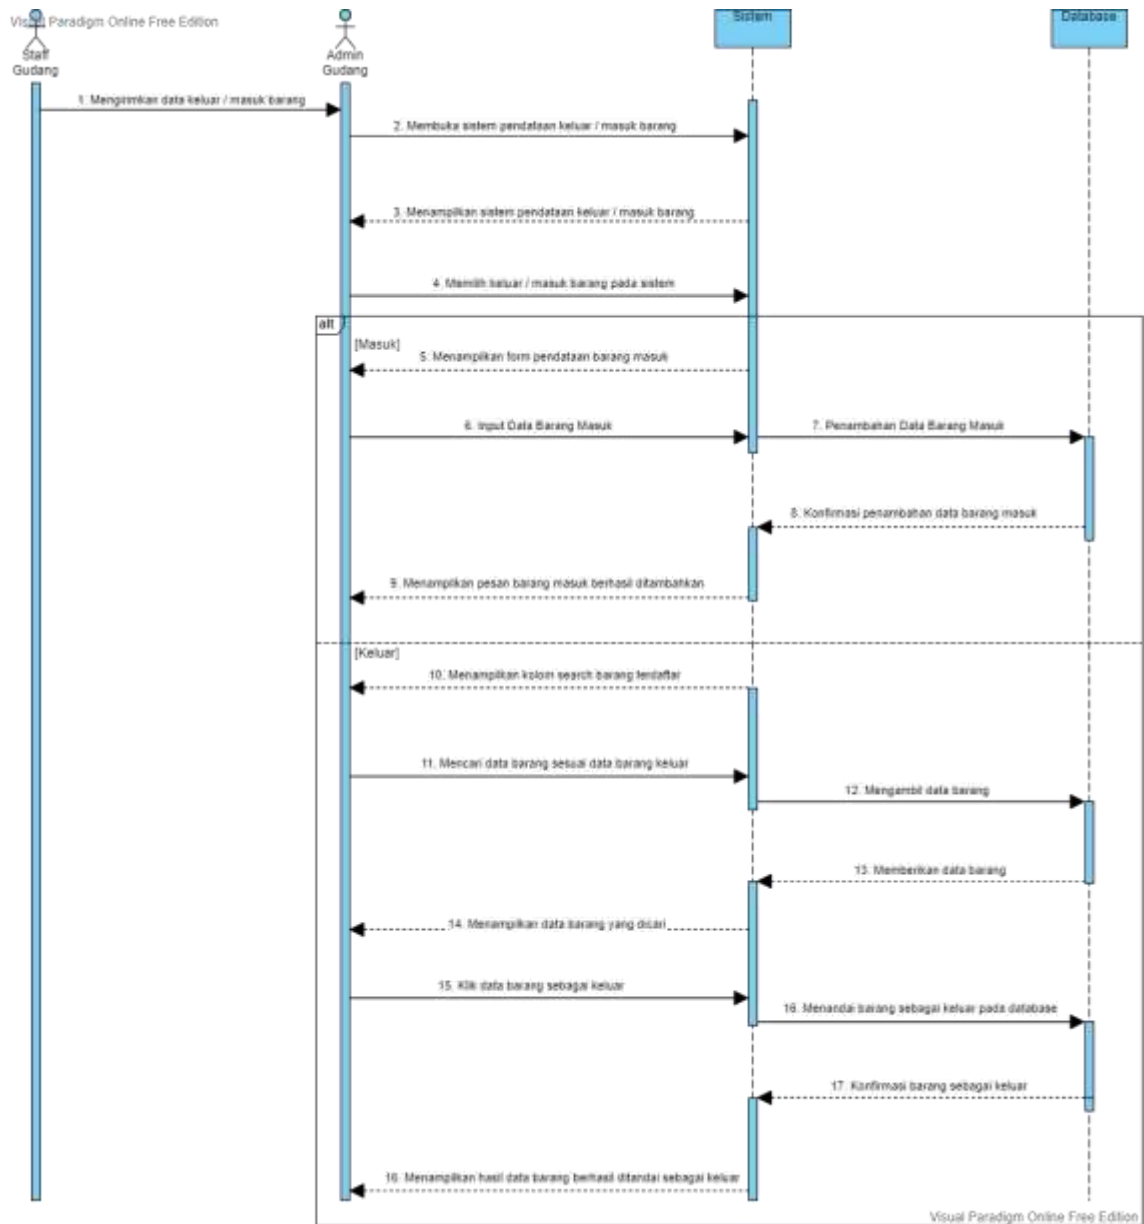 Visual Paradigm Online Free Edition
Staff
Gudang
Admin
Gudang
Sistem
Database
1. Mengirimkan data keluar / masuk barang
2. Membuka sistem pendataan keluar / masuk barang
3. Menampilkan sistem pendataan keluar / masuk barang
4. Memilih keluar / masuk barang pada sistem
alt
[Masuk]
5. Menampilkan form pendataan barang masuk
6. Input Data Barang Masuk
7. Penambahan Data Barang Masuk
8. Konfirmasi penambahan data barang masuk
9. Menampilkan pesan barang masuk berhasil ditambahkan
[Keluar]
10. Menampilkan kolom search barang terdaftar
11. Mencari data barang sesuai data barang keluar
12. Mengambil data barang
13. Memberikan data barang
14. Menampilkan data barang yang dicari
15. Klik data barang sebagai keluar
16. Menandai barang sebagai keluar pada database
17. Konfirmasi barang sebagai keluar
18. Menampilkan hasil data barang berhasil ditandai sebagai keluar
Visual Paradigm Online Free Edition